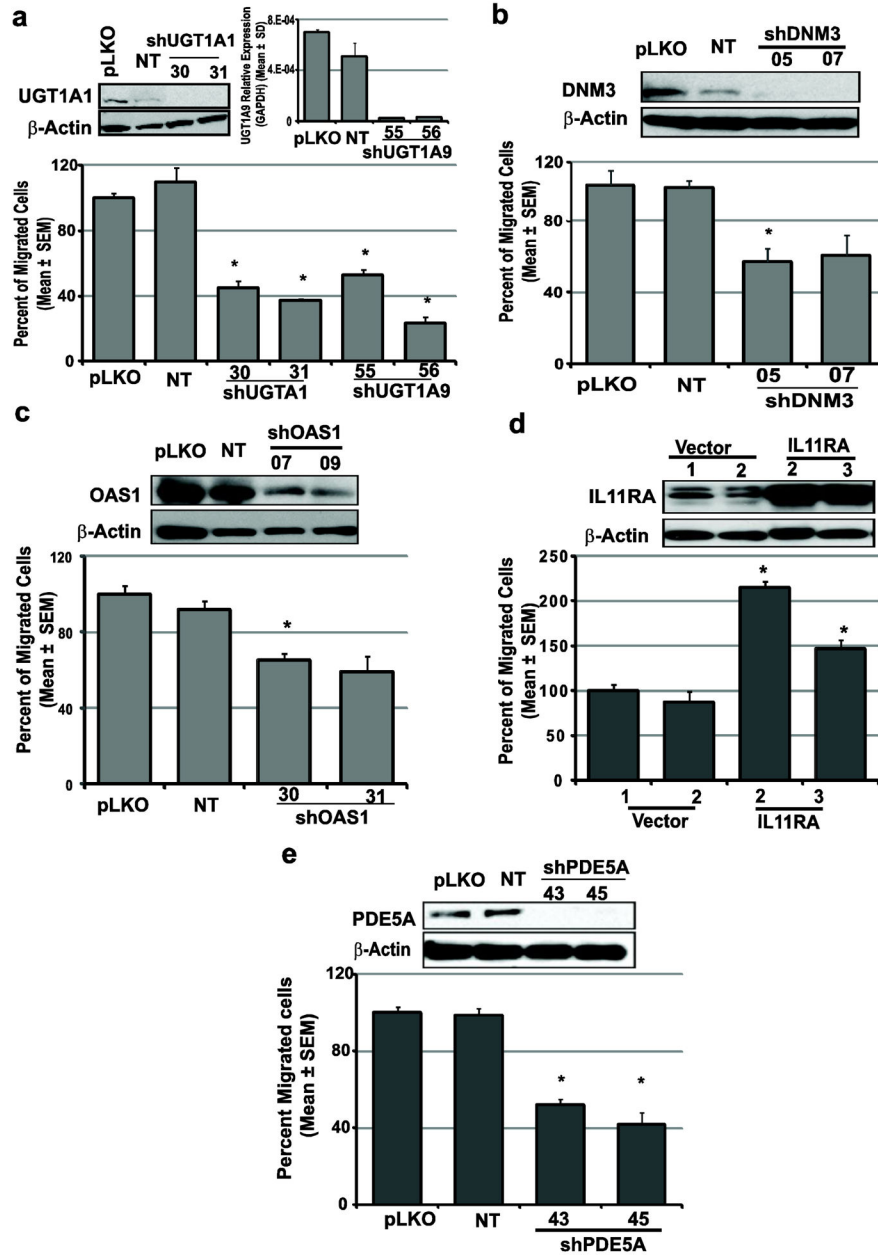 a
shUGT1A1
pLKO
NT
30 31
UGT1A1
β-Actin
UGT1A9 Relative Expression
(GAPDH) (Mean ± SD)
8.E-04
4.E-04
pLKO NT 55 56
shUGT1A9
Percent of Migrated Cells
(Mean ± SEM)
120
80
40
0
* * * *
pLKO NT 30 31 55 56
shUGTA1 shUGT1A9
b
pLKO NT shDNM3
05 07
DNM3
β-Actin
Percent of Migrated Cells
(Mean ± SEM)
120
80
40
0
*
pLKO NT 05 07
shDNM3
c
pLKO NT shOAS1
07 09
OAS1
β-Actin
Percent of Migrated Cells
(Mean ± SEM)
120
80
40
0
*
pLKO NT 30 31
shOAS1
d
Vector IL11RA
1 2 2 3
IL11RA
β-Actin
Percent of Migrated Cells
(Mean ± SEM)
250
200
150
100
50
0
* *
1 2 2 3
Vector IL11RA
e
pLKO NT shPDE5A
43 45
PDE5A
β-Actin
Percent Migrated cells
(Mean ± SEM)
120
80
40
0
* *
pLKO NT 43 45
shPDE5A